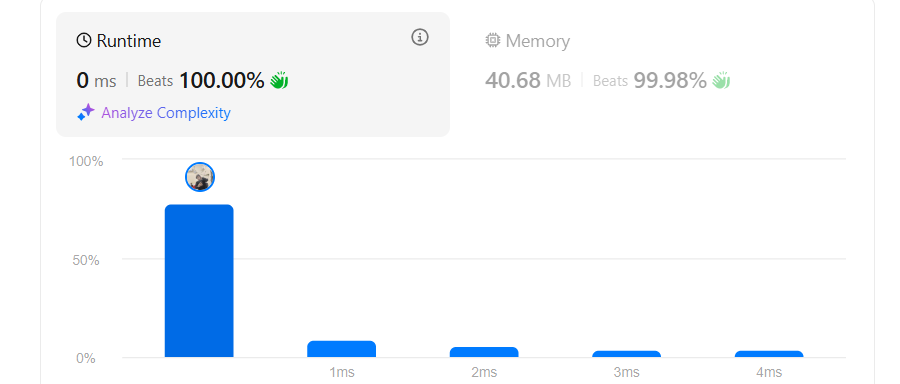 Runtime
0 ms | Beats 100.00%
Analyze Complexity
Memory
40.68 MB | Beats 99.98%
100%
50%
0%
1ms 2ms 3ms 4ms